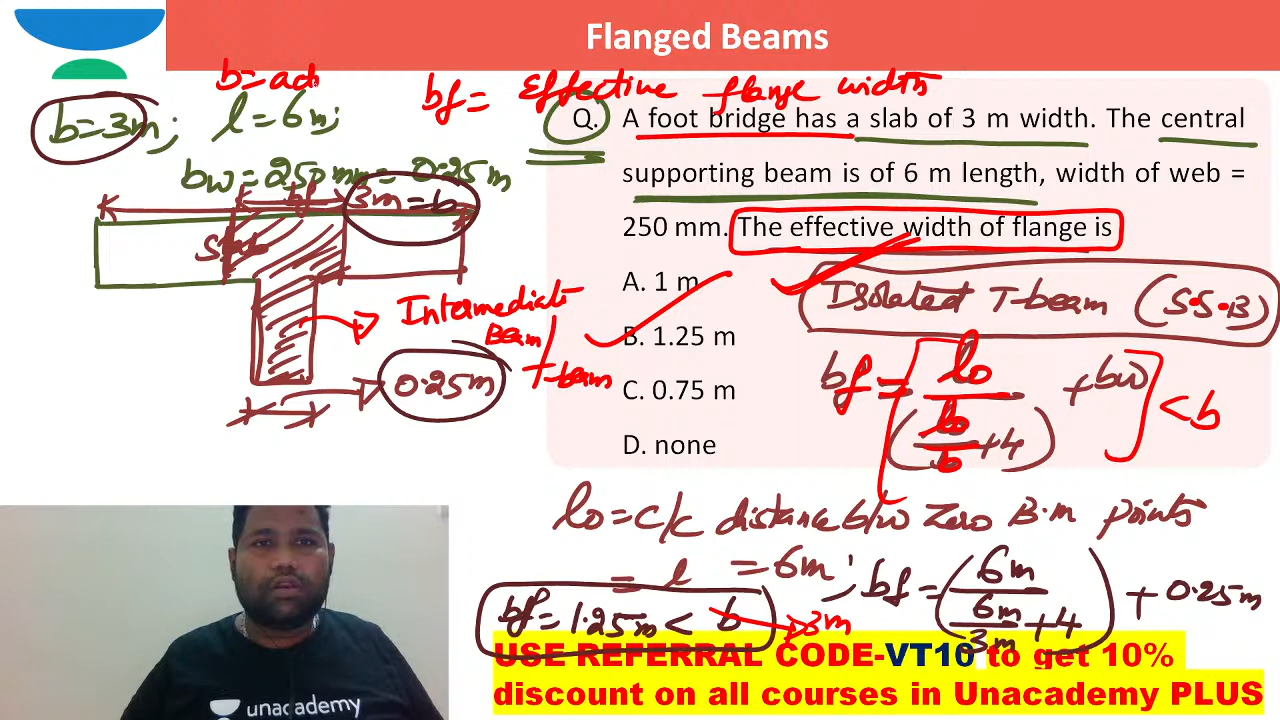 Flanged Beams
b = act
bf = Effective flange width
b = 3m; l = 6m;
bw = 250 mm = 0.25m
bf 3m = b
Slab
Intermediate
Beam/
T-beam
0.25m
Q. A foot bridge has a slab of 3 m width. The central
supporting beam is of 6 m length, width of web =
250 mm. The effective width of flange is
A. 1 m
B. 1.25 m
C. 0.75 m
D. none
Isolated T-beam (S.S.B)
bf = [ lo / (lo/b + 4) + bw ] < b
lo = c/c distance b/w Zero B.m points
= l = 6m; bf = (6m / (6m/3m + 4)) + 0.25m
bf = 1.25m < b → 3m
USE REFERRAL CODE-VT10 to get 10%
discount on all courses in Unacademy PLUS
unacademy